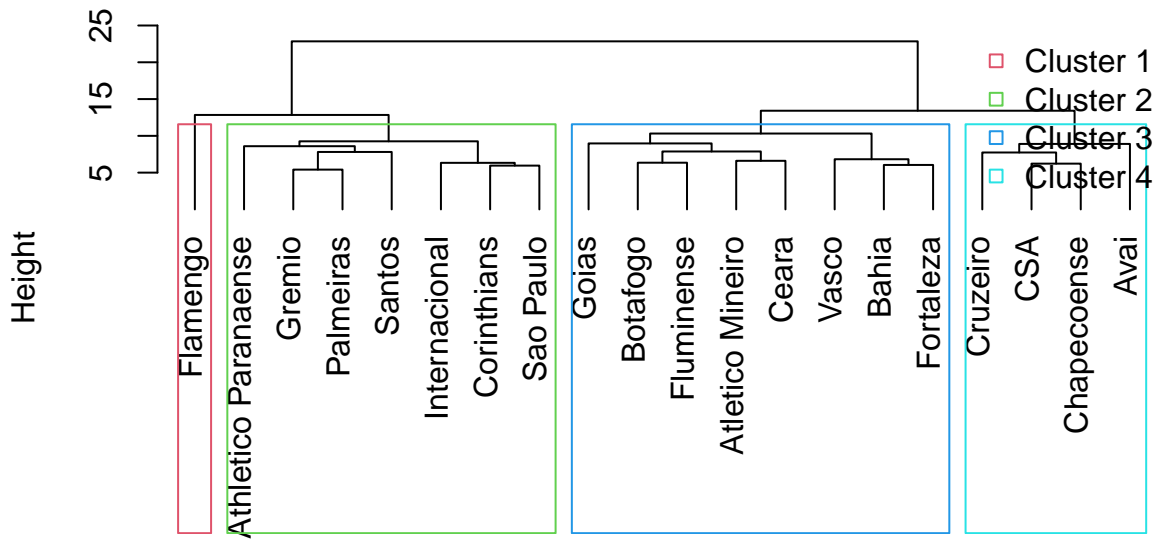 Height
25
15
5
Cluster 1
Cluster 2
Cluster 3
Cluster 4
Flamengo
Athletico Paranaense
Gremio
Palmeiras
Santos
Internacional
Corinthians
Sao Paulo
Goias
Botafogo
Fluminense
Atletico Mineiro
Ceara
Vasco
Bahia
Fortaleza
Cruzeiro
CSA
Chapecoense
Avai